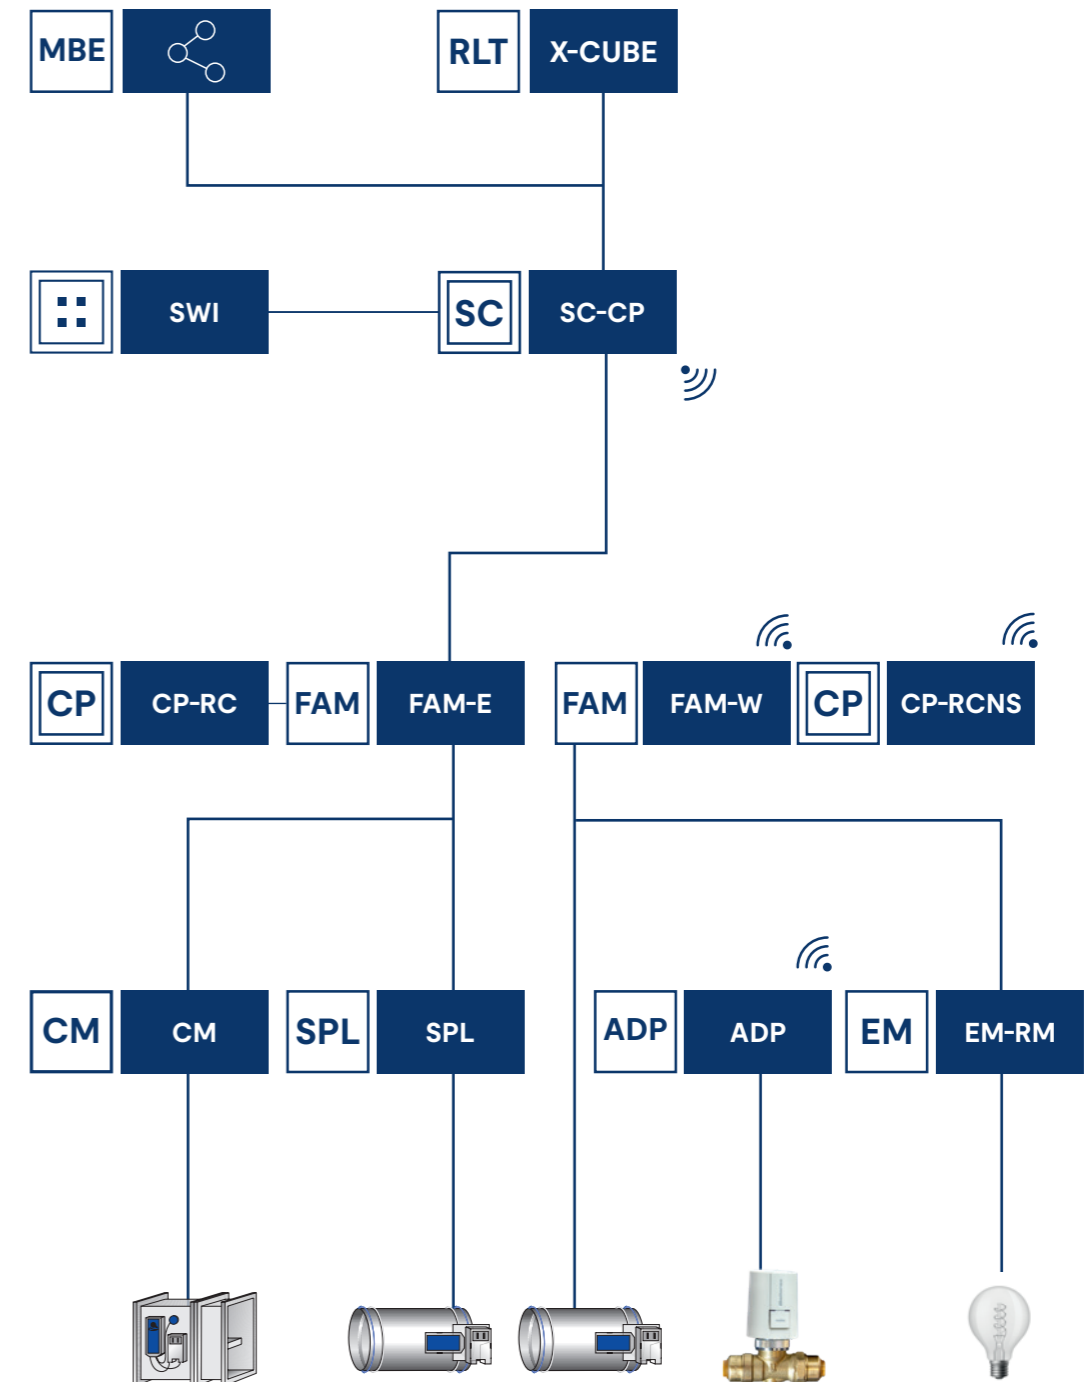 MBE
RLT X-CUBE
SWI SC SC-CP
CP CP-RC FAM FAM-E FAM FAM-W CP CP-RCNS
CM CM SPL SPL ADP ADP EM EM-RM